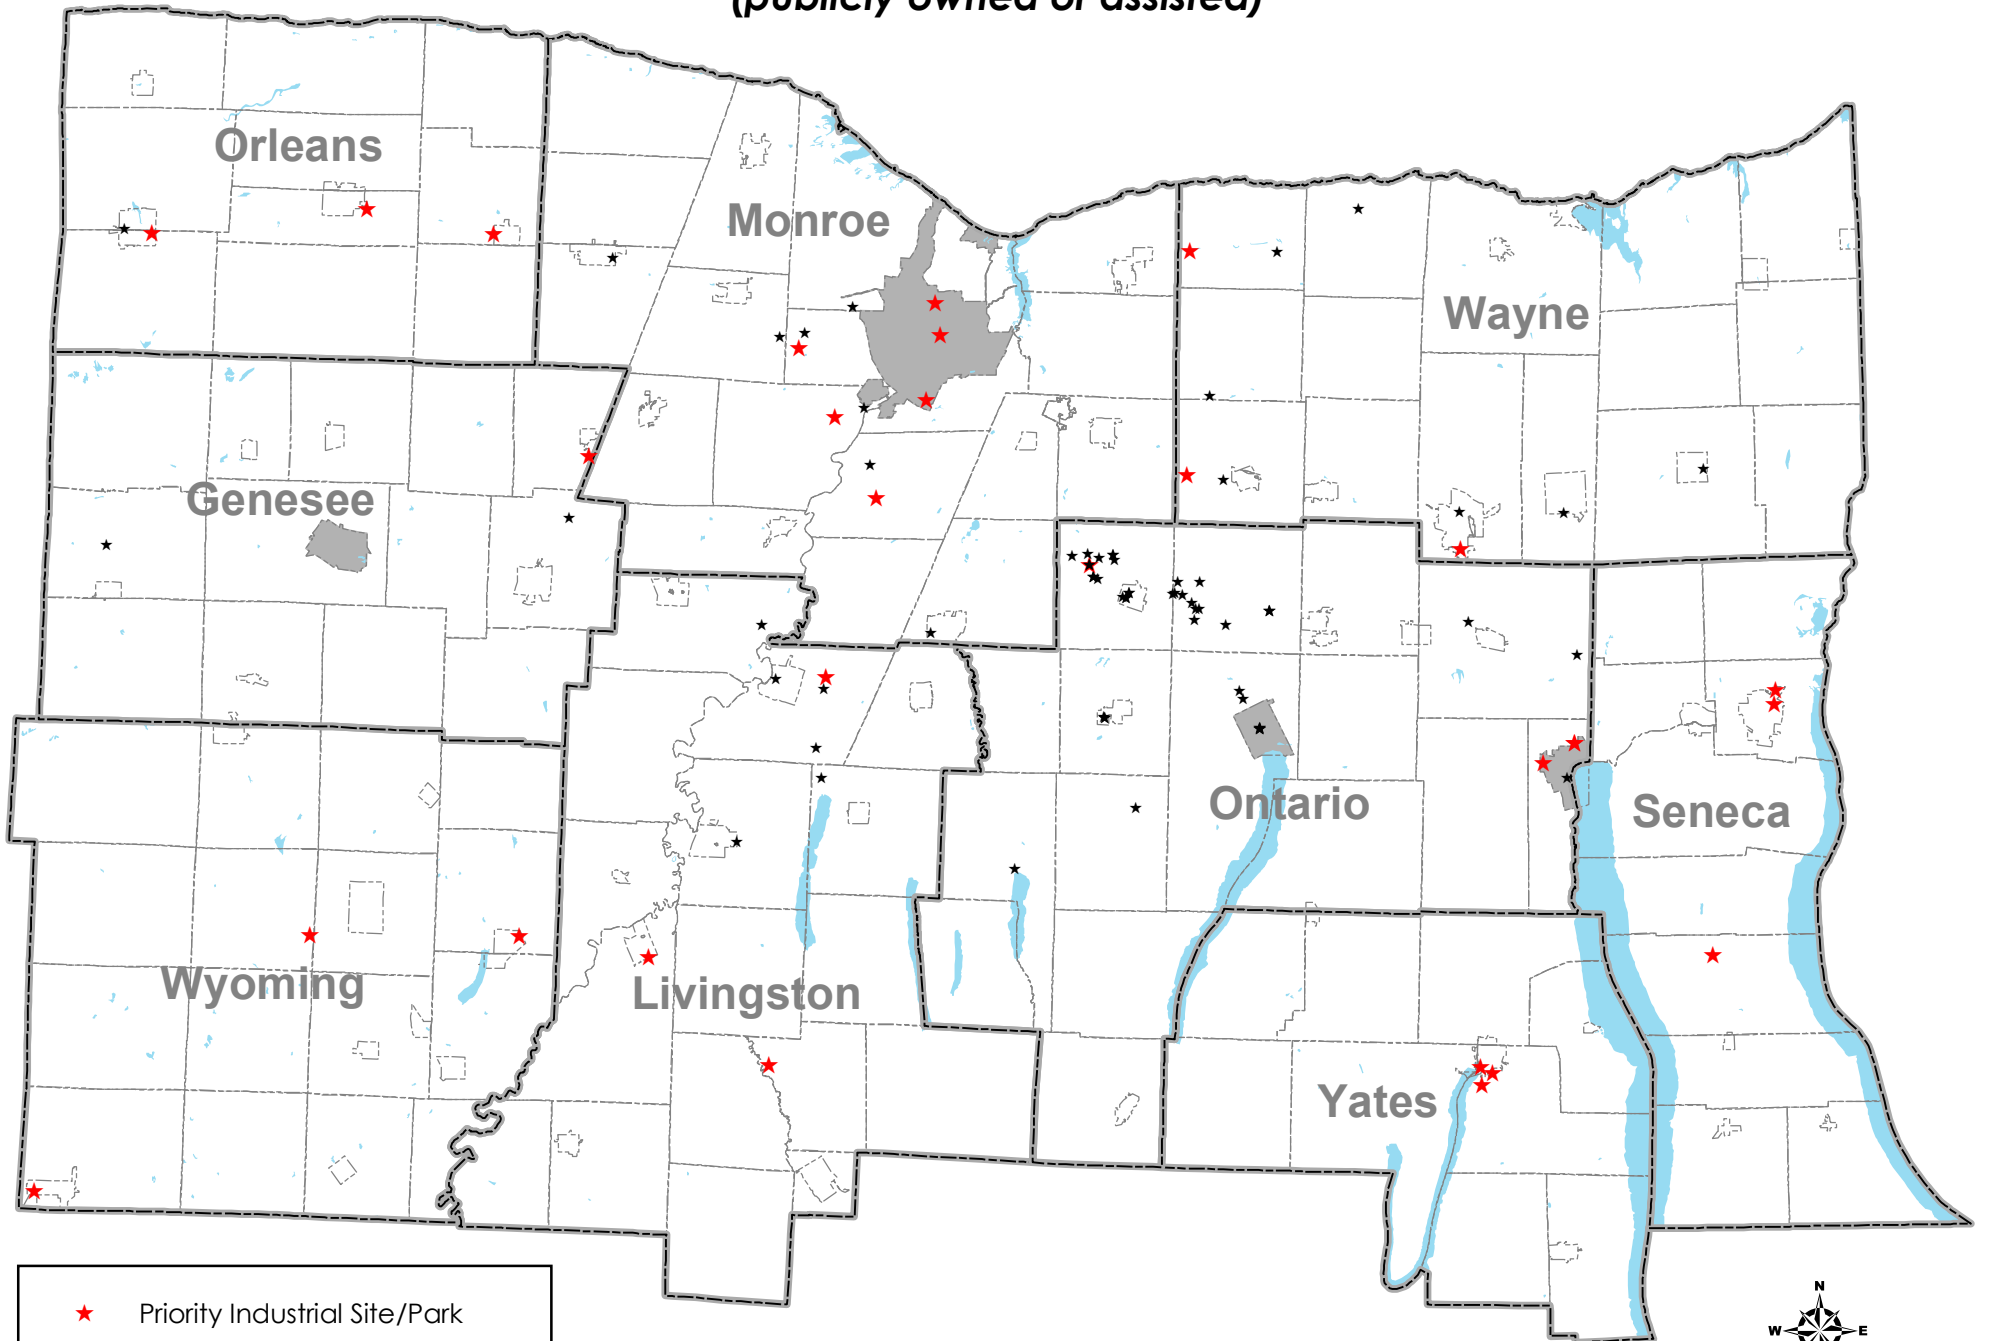 (publicly owned or assisted)
Orleans
Monroe
Wayne
Genesee
Ontario
Seneca
Wyoming
Livingston
Yates
Priority Industrial Site/Park
N
W E